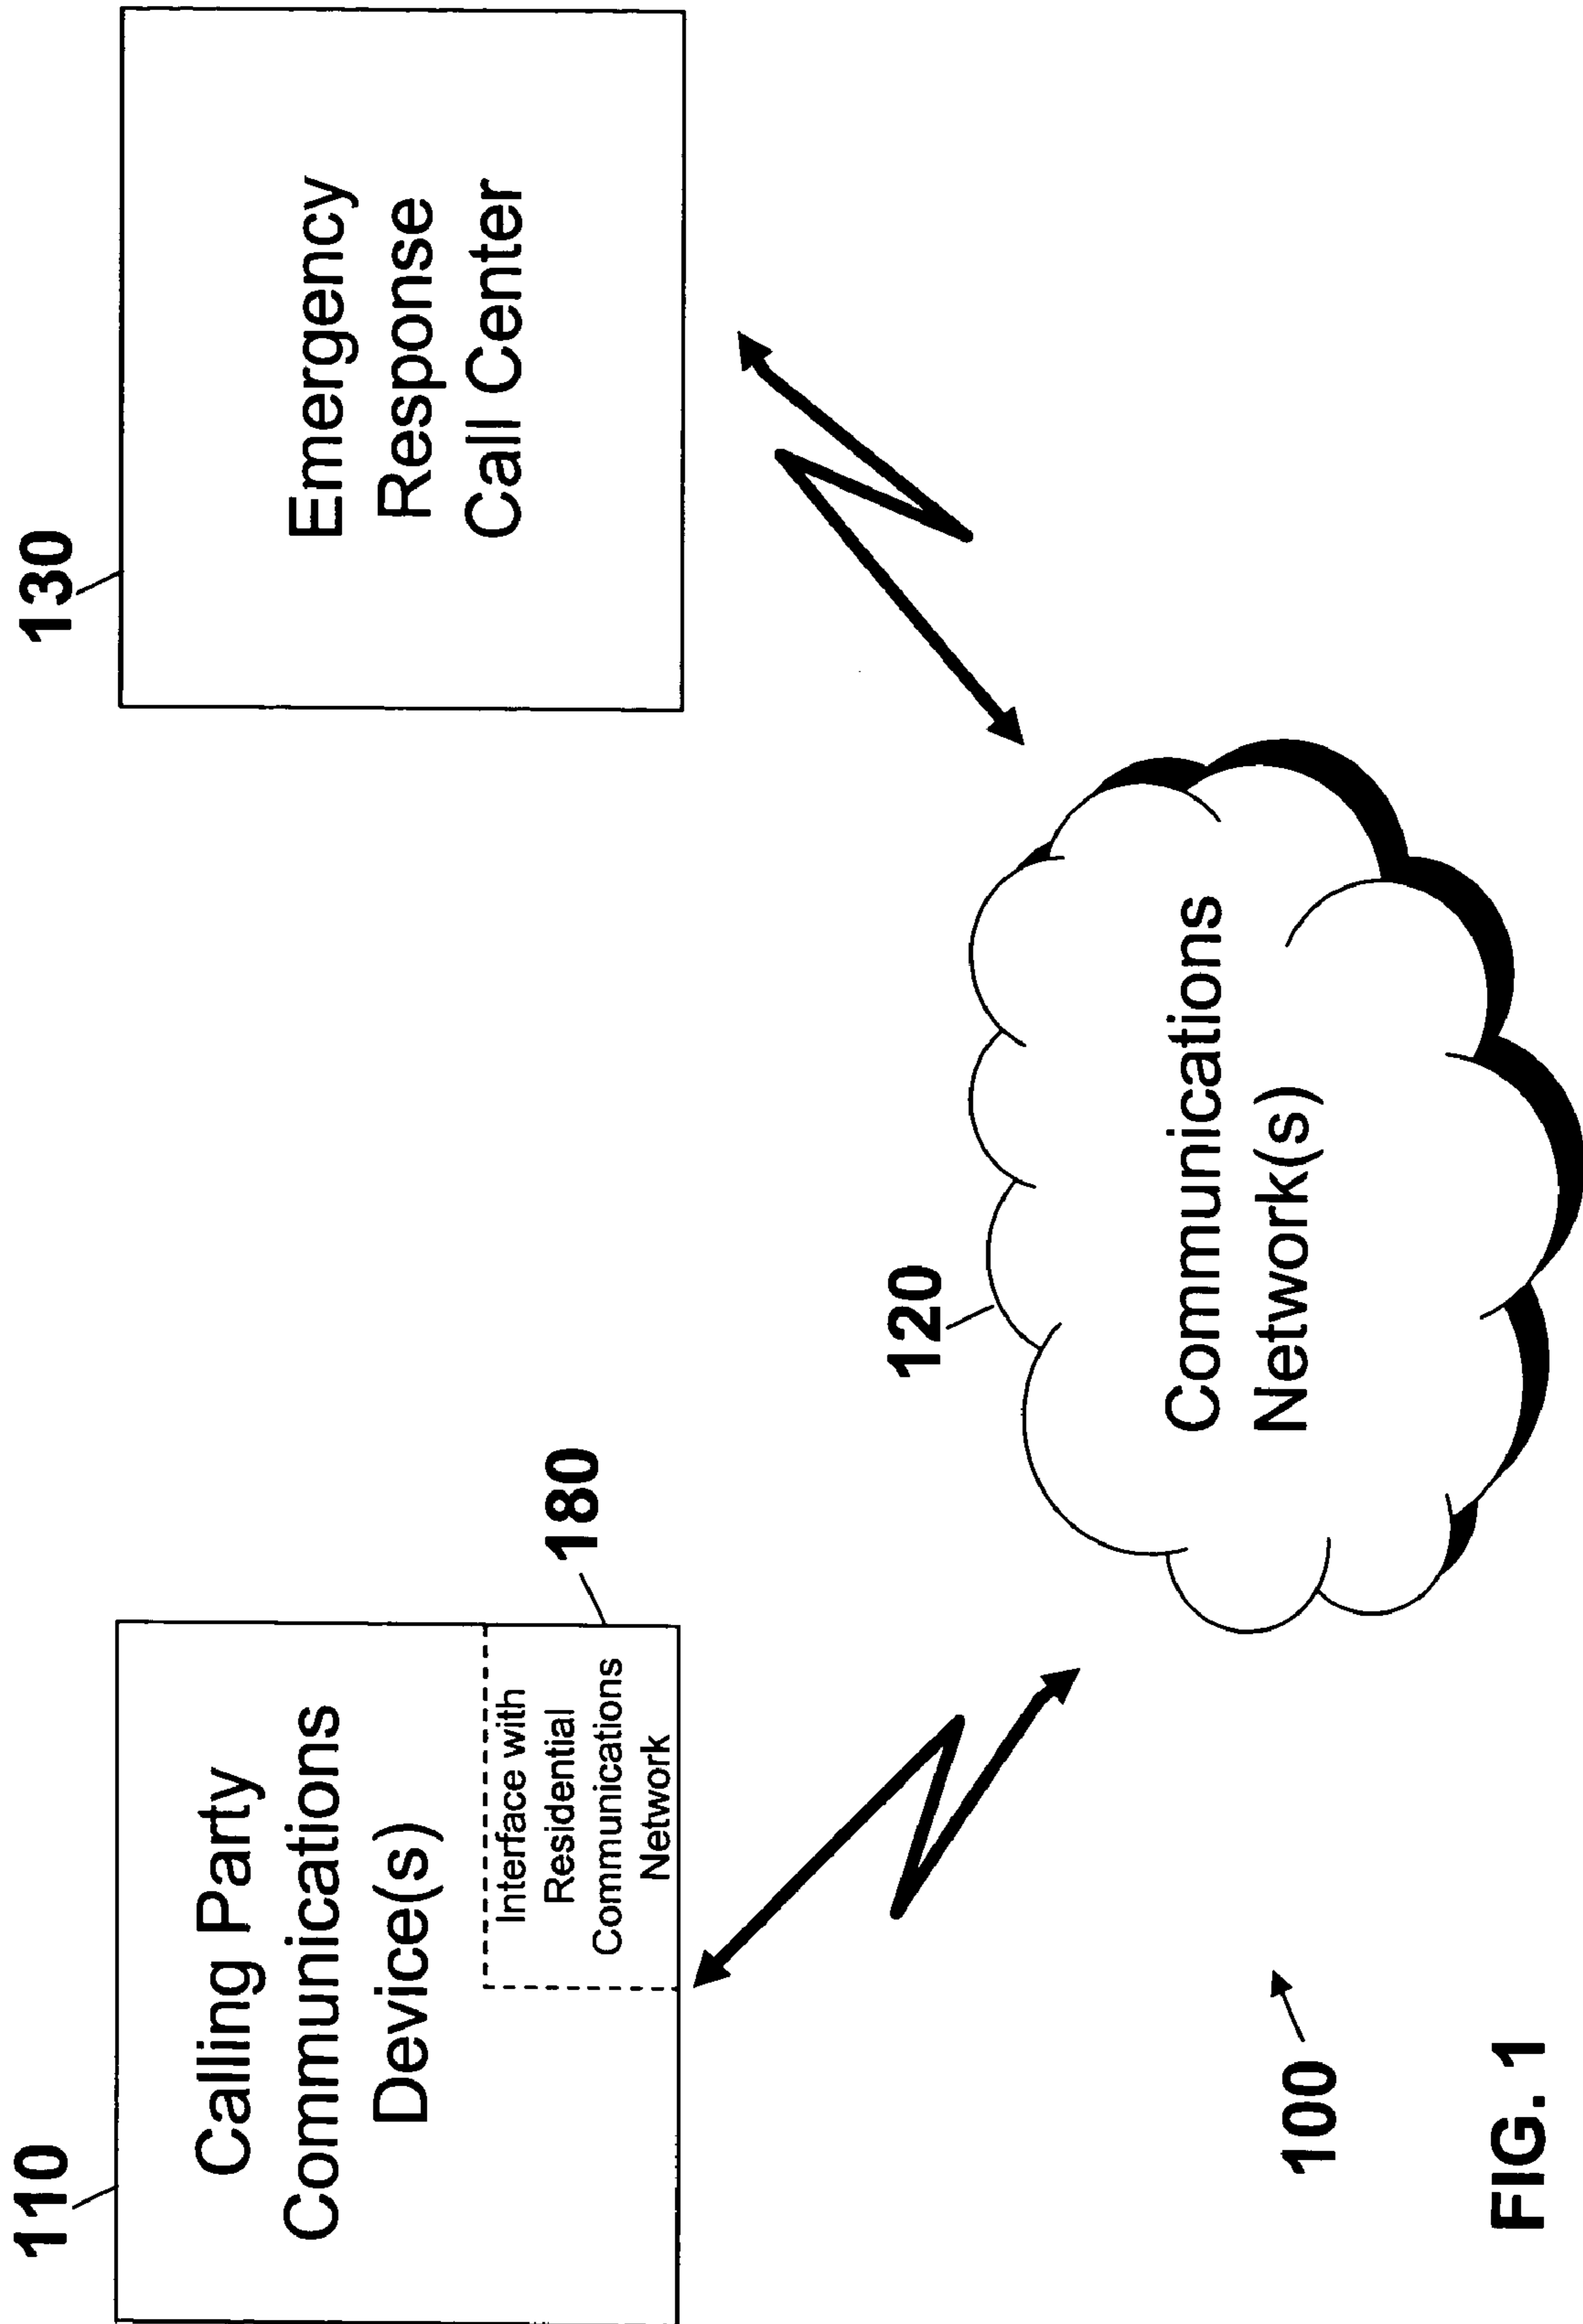 110
Calling Party
Communications
Device(s)
Interface with
Residential
Communications
Network
180
130
Emergency
Response
Call Center
120
Communications
Network(s)
100
FIG. 1